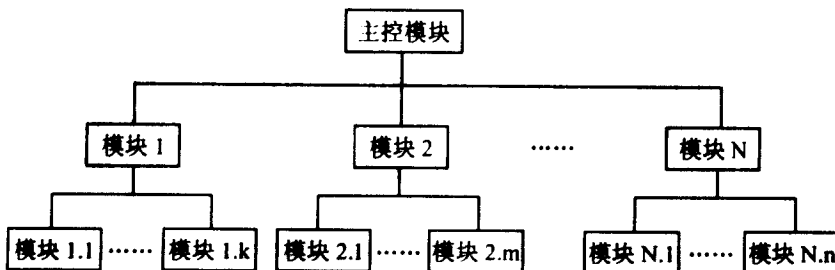 主控模块
模块 1 模块 2 …… 模块 N
模块 1.1 …… 模块 1.k 模块 2.1 …… 模块 2.m 模块 N.1 …… 模块 N.n